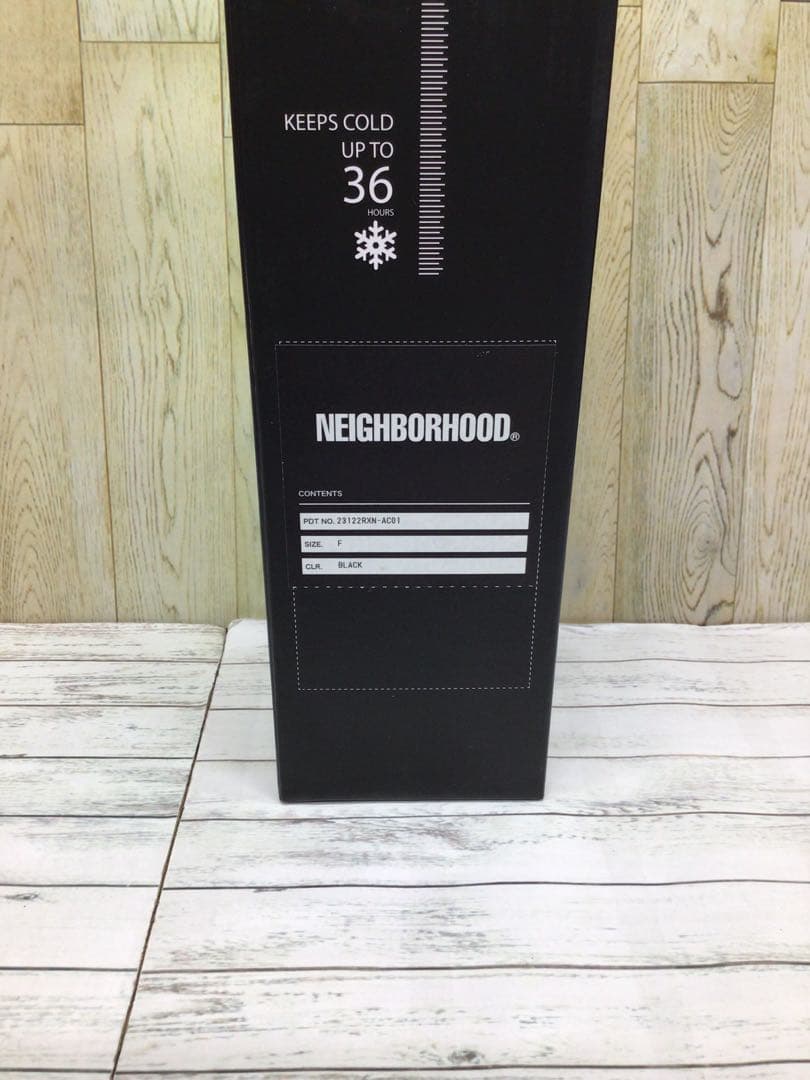 KEEPS COLD
UP TO
36
HOURS
NEIGHBORHOOD®
CONTENTS
PDT NO. 23122RXN-AC01
SIZE. F
CLR. BLACK